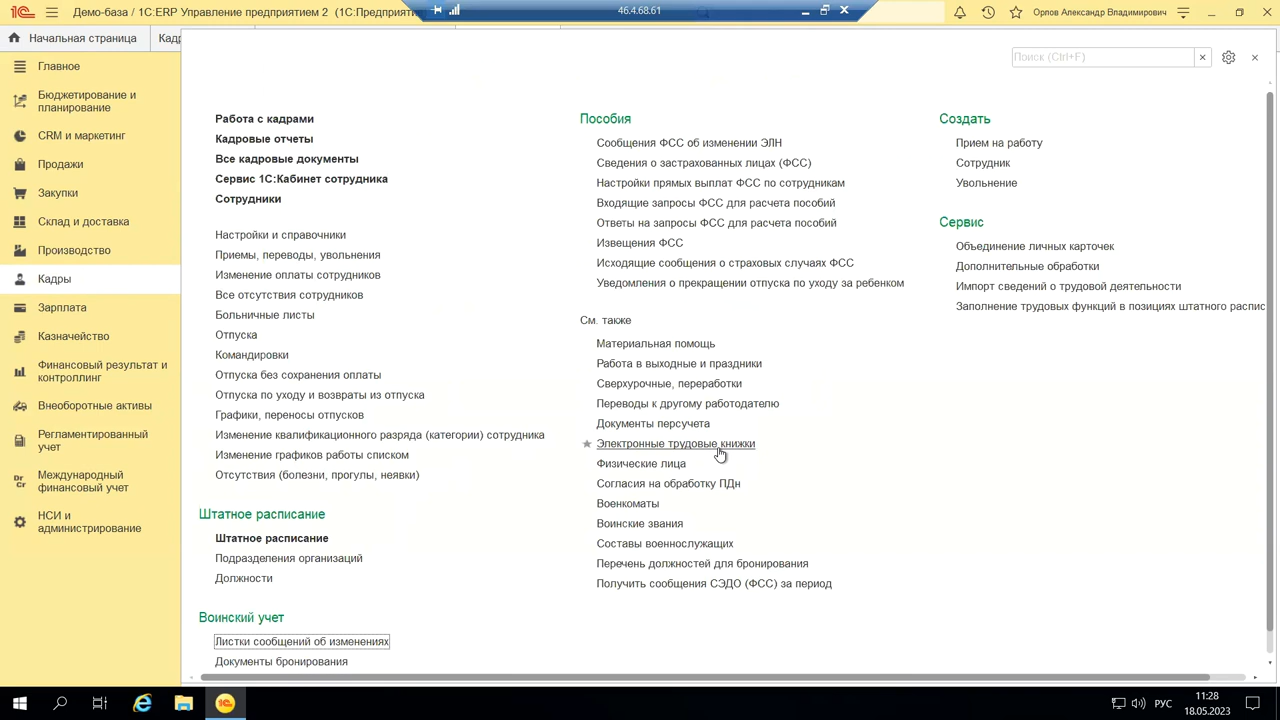 Демо-база / 1С:ERP Управление предприятием 2 (1С:Предприятие
46.4.68.61
Орлов Александр Владимирович
Начальная страница
Кадр
Главное
Бюджетирование и
планирование
CRM и маркетинг
Продажи
Закупки
Склад и доставка
Производство
Кадры
Зарплата
Казначейство
Финансовый результат и
контроллинг
Внеоборотные активы
Регламентированный
учет
Международный
финансовый учет
НСИ и
администрирование
Поиск (Ctrl+F)
Работа с кадрами
Кадровые отчеты
Все кадровые документы
Сервис 1С:Кабинет сотрудника
Сотрудники
Настройки и справочники
Приемы, переводы, увольнения
Изменение оплаты сотрудников
Все отсутствия сотрудников
Больничные листы
Отпуска
Командировки
Отпуска без сохранения оплаты
Отпуска по уходу и возвраты из отпуска
Графики, переносы отпусков
Изменение квалификационного разряда (категории) сотрудника
Изменение графиков работы списком
Отсутствия (болезни, прогулы, неявки)
Штатное расписание
Штатное расписание
Подразделения организаций
Должности
Воинский учет
Листки сообщений об изменениях
Документы бронирования
Пособия
Сообщения ФСС об изменении ЭЛН
Сведения о застрахованных лицах (ФСС)
Настройки прямых выплат ФСС по сотрудникам
Входящие запросы ФСС для расчета пособий
Ответы на запросы ФСС для расчета пособий
Извещения ФСС
Исходящие сообщения о страховых случаях ФСС
Уведомления о прекращении отпуска по уходу за ребенком
См. также
Материальная помощь
Работа в выходные и праздники
Сверхурочные, переработки
Переводы к другому работодателю
Документы персучета
Электронные трудовые книжки
Физические лица
Согласия на обработку ПДн
Военкоматы
Воинские звания
Составы военнослужащих
Перечень должностей для бронирования
Получить сообщения СЭДО (ФСС) за период
Создать
Прием на работу
Сотрудник
Увольнение
Сервис
Объединение личных карточек
Дополнительные обработки
Импорт сведений о трудовой деятельности
Заполнение трудовых функций в позициях штатного распис
РУС
11:28
18.05.2023